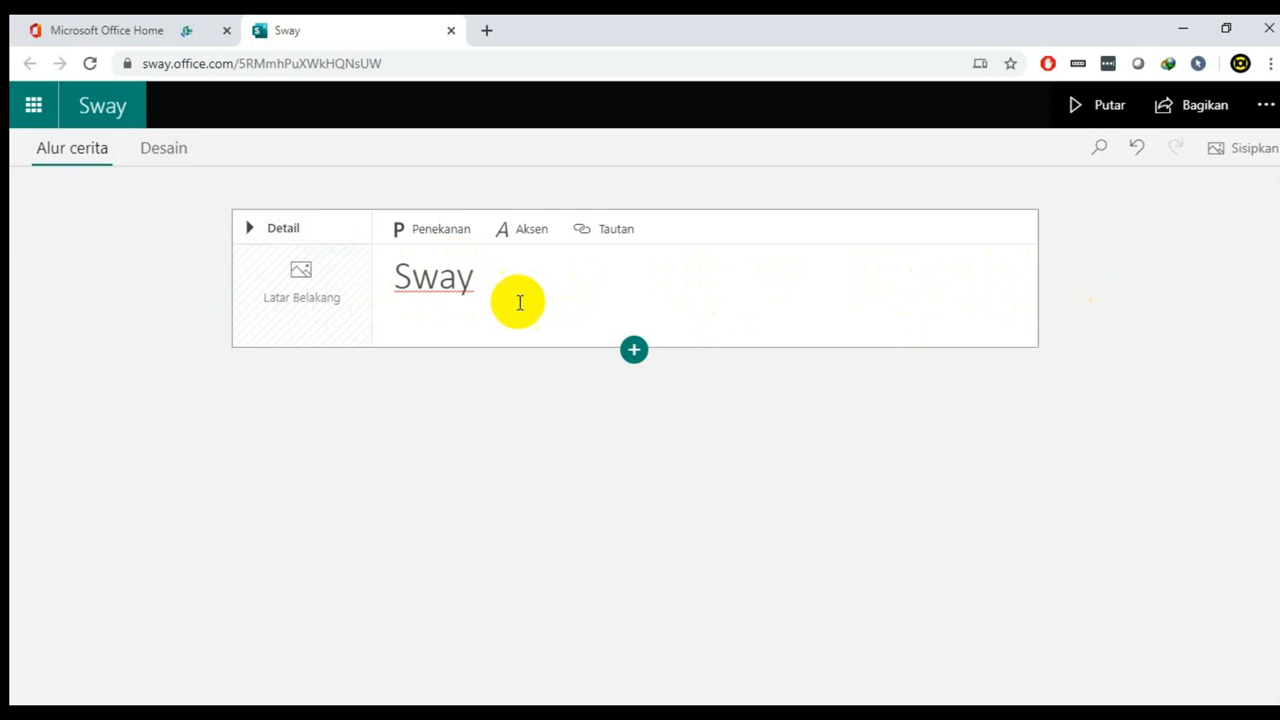 Microsoft Office Home
Sway
sway.office.com/5RMmhPuXWkHQNsUW
Sway
Putar
Bagikan
Alur cerita
Desain
Sisipkan
Detail
P Penekanan
A Aksen
Tautan
Latar Belakang
Sway